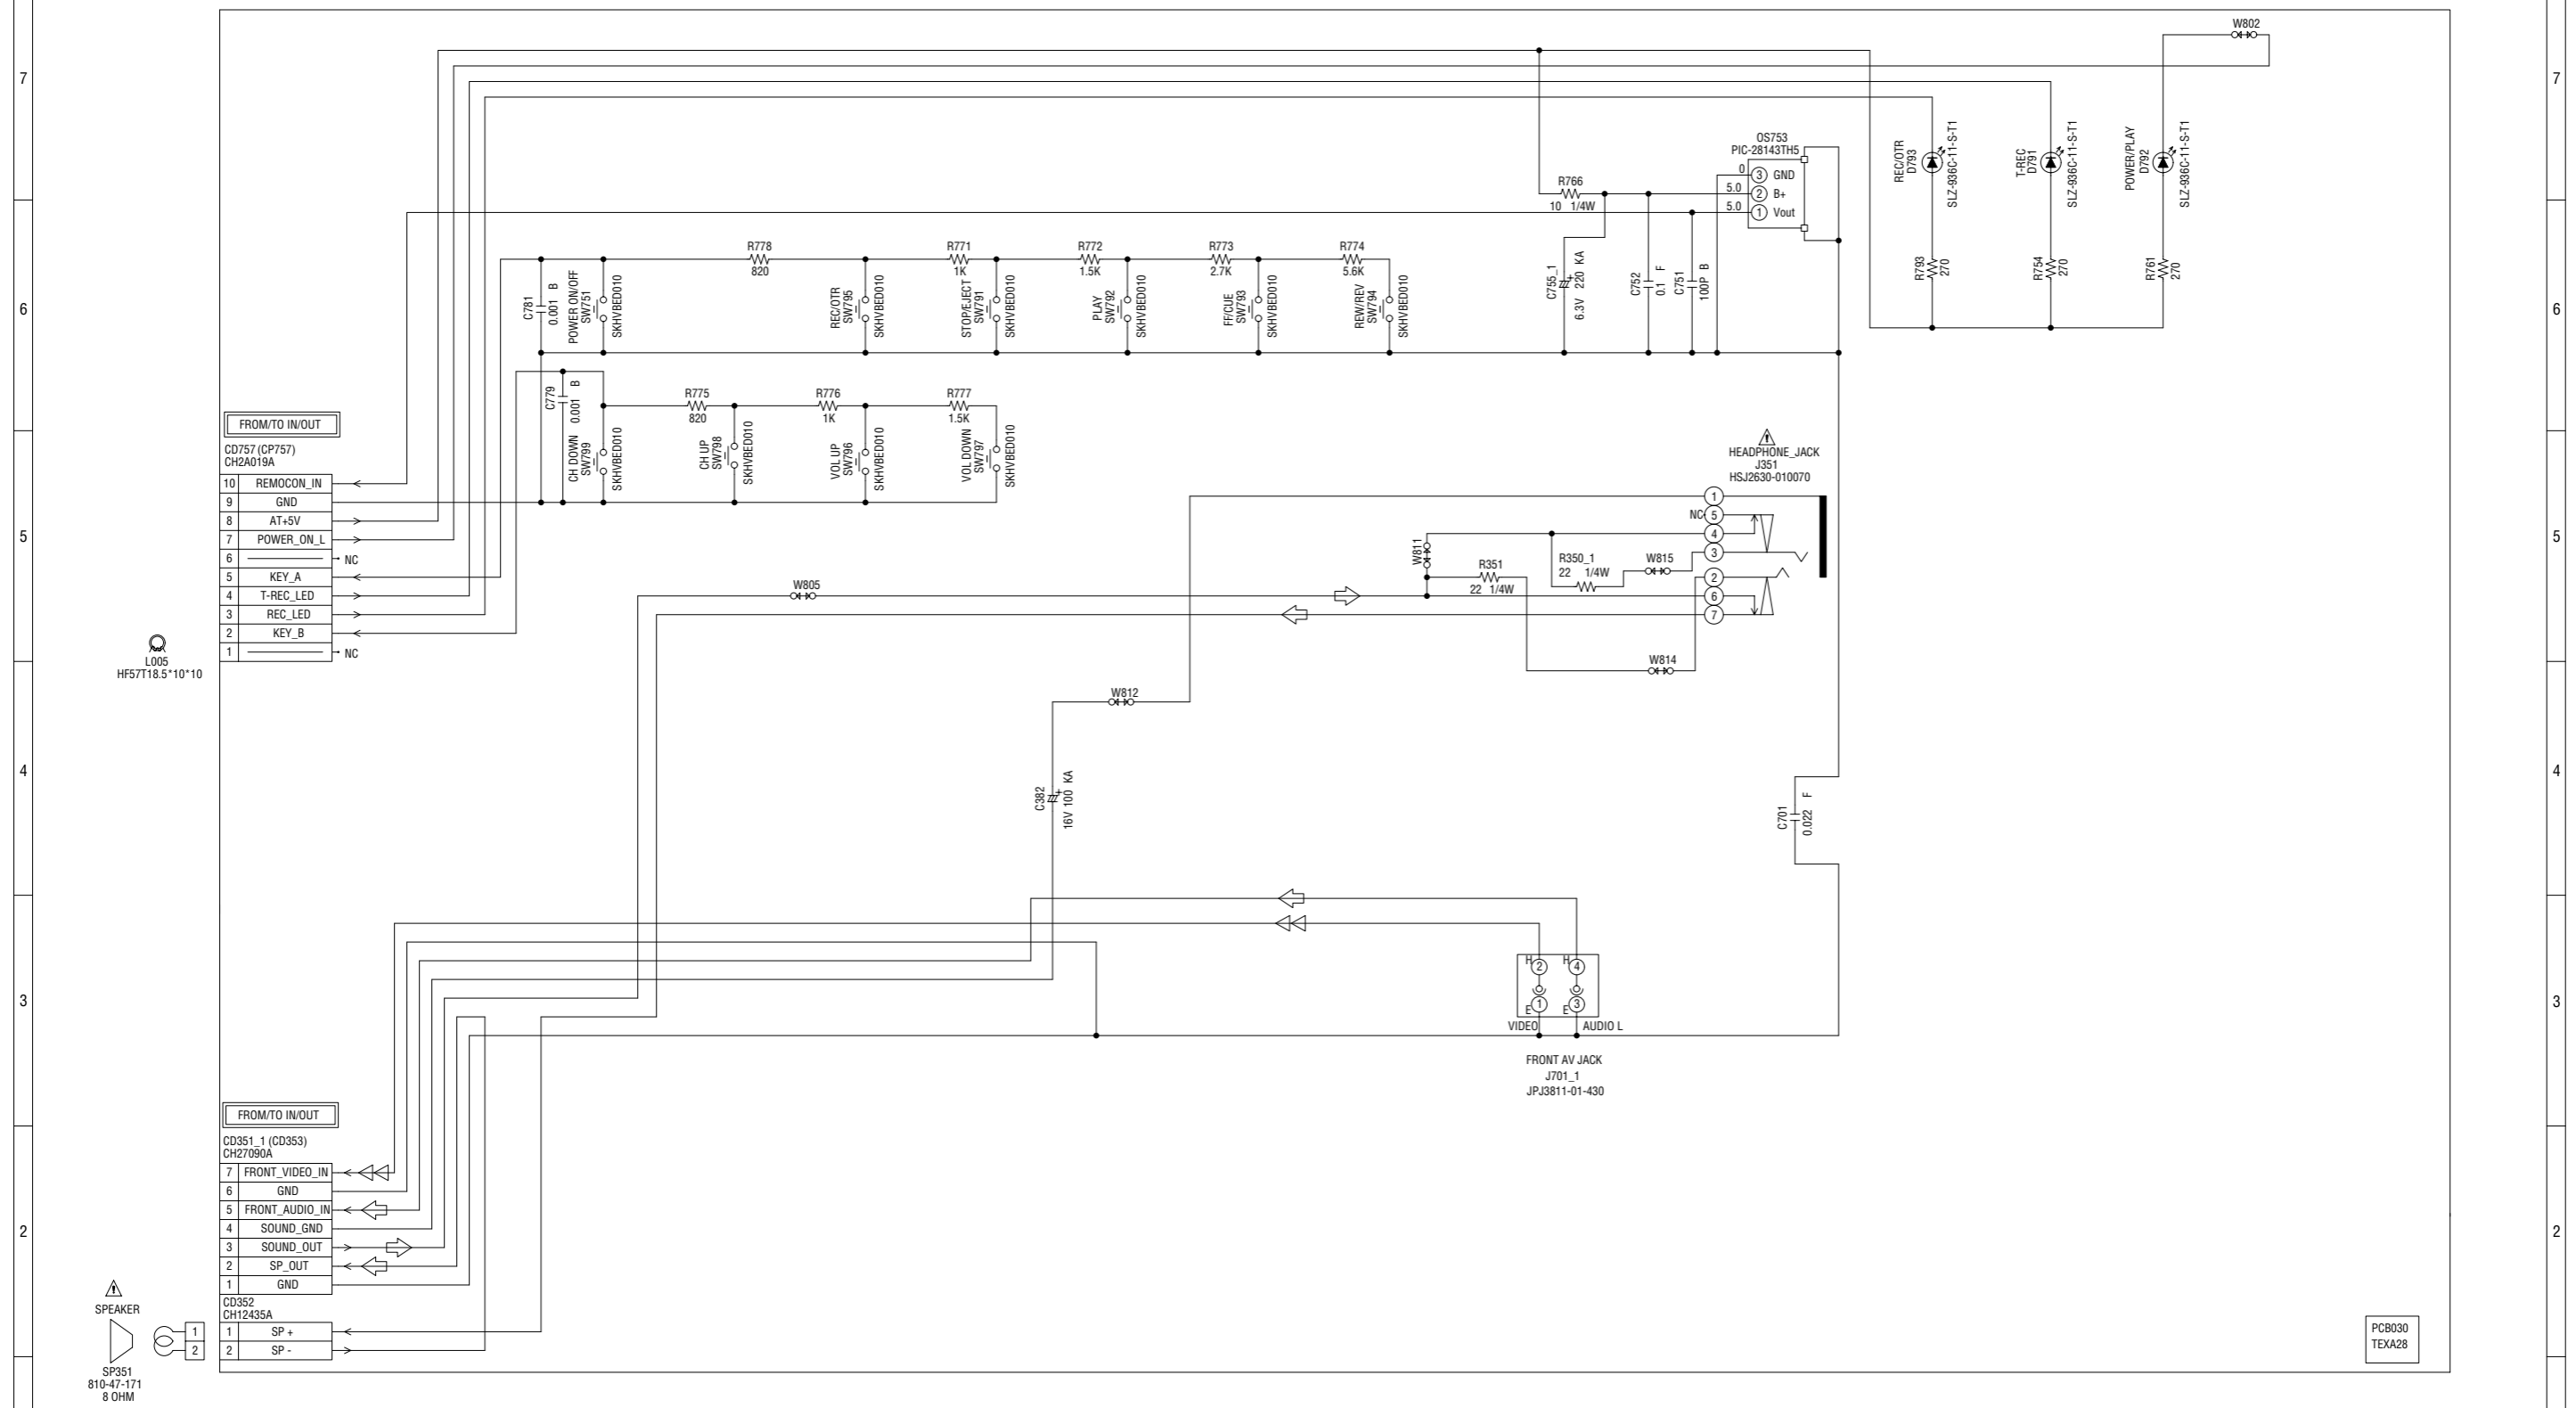 W802
7
7
OS753
PIC-28143TH5
0
3
GND
5.0
2
B+
5.0
1
Vout
R766
10 1/4W
REC/OTR
D793
SLZ-936C-11-S-T1
T-REC
D791
SLZ-936C-11-S-T1
POWER/PLAY
D792
SLZ-936C-11-S-T1
R793
270
R754
270
R761
270
R778
820
R771
1K
R772
1.5K
R773
2.7K
R774
5.6K
6
C781
0.001 B
POWER ON/OFF
SW751
SKHVBED010
REC/OTR
SW795
SKHVBED010
STOP/EJECT
SW791
SKHVBED010
PLAY
SW792
SKHVBED010
FF/CUE
SW793
SKHVBED010
REW/REV
SW794
SKHVBED010
C755_1
6.3V 220 KA
C752
0.1 F
C751
100P B
6
C779
0.001 B
R775
820
R776
1K
R777
1.5K
CH DOWN
SW799
SKHVBED010
CH UP
SW798
SKHVBED010
VOL UP
SW796
SKHVBED010
VOL DOWN
SW797
SKHVBED010
FROM/TO IN/OUT
CD757 (CP757)
CH2A019A
10 REMOCON_IN
9 GND
8 AT+5V
7 POWER_ON_L
6 NC
5 KEY_A
4 T-REC_LED
3 REC_LED
2 KEY_B
1 NC
5
5
HEADPHONE_JACK
J351
HSJ2630-010070
1
NC 5
4
3
2
6
7
W811
R351
22 1/4W
R350_1
22 1/4W
W815
W805
W814
W812
L005
HF57T18.5*10*10
4
4
C382
16V 100 KA
C701
0.022 F
3
3
H 2
H 4
E 1
E 3
VIDEO
AUDIO L
FRONT AV JACK
J701_1
JPJ3811-01-430
FROM/TO IN/OUT
CD351_1 (CD353)
CH27090A
7 FRONT_VIDEO_IN
6 GND
5 FRONT_AUDIO_IN
4 SOUND_GND
3 SOUND_OUT
2 SP_OUT
1 GND
2
2
CD352
CH12435A
1 SP +
2 SP -
SPEAKER
1
2
SP351
810-47-171
8 OHM
PCB030
TEXA28